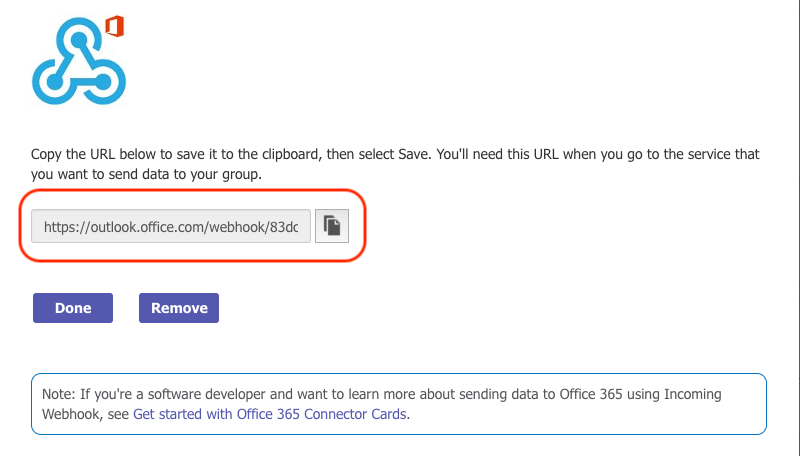 Copy the URL below to save it to the clipboard, then select Save. You'll need this URL when you go to the service that
you want to send data to your group.
https://outlook.office.com/webhook/83dc
Done Remove
Note: If you're a software developer and want to learn more about sending data to Office 365 using Incoming
Webhook, see Get started with Office 365 Connector Cards.